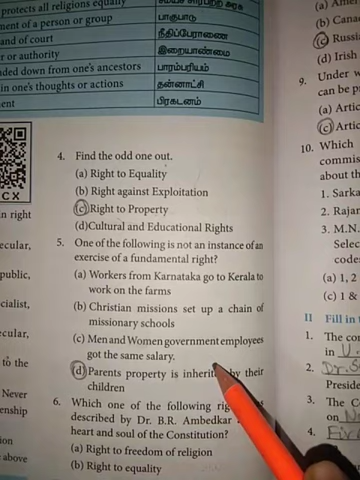 protects all religions equally
ment of a person or group
பாகுபாடு
and of court
நீதிப்பேராணை
r or authority
இறையாண்மை
ded down from one's ancestors
பாரம்பரியம்
in one's thoughts or actions
தன்னாட்சி
ent
பிரகடனம்
CX
n right
ecular,
public,
cialist,
ecular,
to the
Never
enship
ion
above
4. Find the odd one out.
(a) Right to Equality
(b) Right against Exploitation
(c) Right to Property
(d)Cultural and Educational Rights
5. One of the following is not an instance of an
exercise of a fundamental right?
(a) Workers from Karnataka go to Kerala to
work on the farms
(b) Christian missions set up a chain of
missionary schools
(c) Men and Women government employees
got the same salary.
(d) Parents property is inherited by their
children
6. Which one of the following
described by Dr. B.R. Ambedkar
heart and soul of the Constitution?
(a) Right to freedom of religion
(b) Right to equality
(b) Cana
(c) Russi
(d) Irish
9. Under w
can be p
(a) Artic
(c) Artic
10. Which
commis
about th
1. Sarka
2. Rajar
3. M.N.
Selec
code
(a) 1, 2
(c) 1 &
II Fill in
1. The con
in U.
2. Dr.S
Preside
3. The C
on N
4. Fir